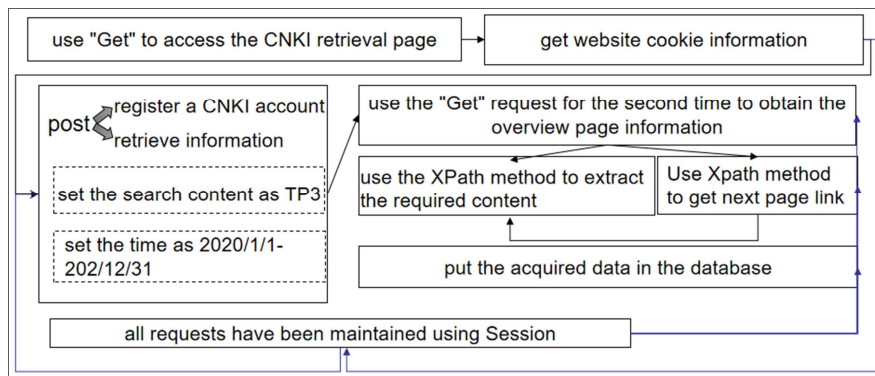 use "Get" to access the CNKI retrieval page
get website cookie information
post
register a CNKI account
retrieve information
set the search content as TP3
set the time as 2020/1/1-
202/12/31
use the "Get" request for the second time to obtain the
overview page information
use the XPath method to extract
the required content
Use Xpath method
to get next page link
put the acquired data in the database
all requests have been maintained using Session